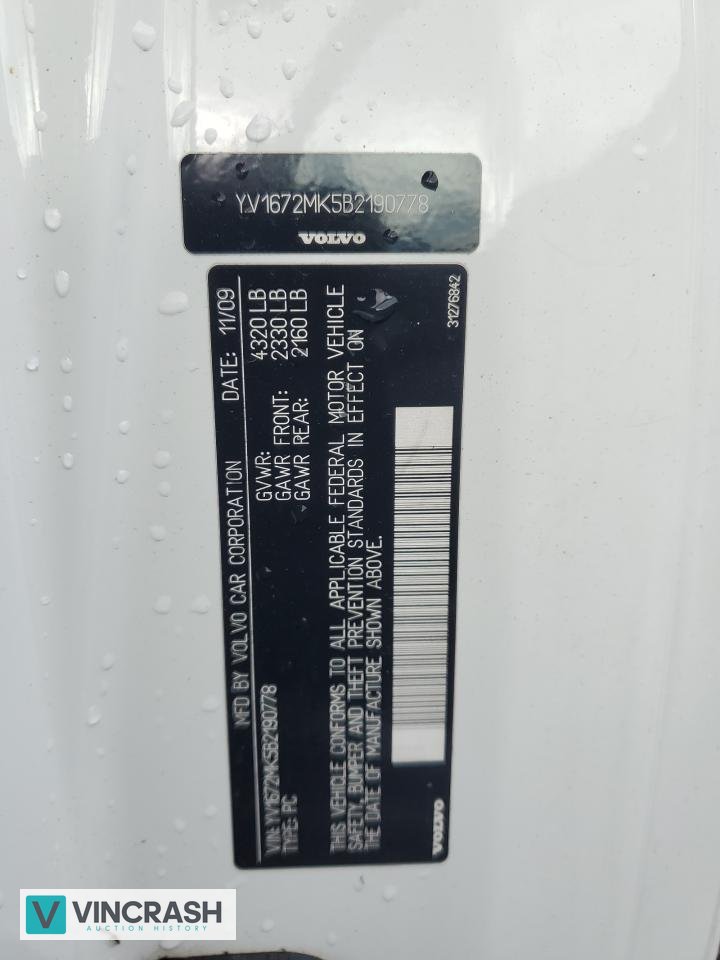 YV1672MK5B2190778
VOLVO
MFD BY VOLVO CAR CORPORATION DATE: 11/09
VIN: YV1672MK5B2190778 GVWR: 4320 LB
TYPE: PC GAWR FRONT: 2330 LB
GAWR REAR: 2160 LB
THIS VEHICLE CONFORMS TO ALL APPLICABLE FEDERAL MOTOR VEHICLE
SAFETY, BUMPER AND THEFT PREVENTION STANDARDS IN EFFECT ON
THE DATE OF MANUFACTURE SHOWN ABOVE.
VOLVO 31276842
V VINCRASH
AUCTION HISTORY